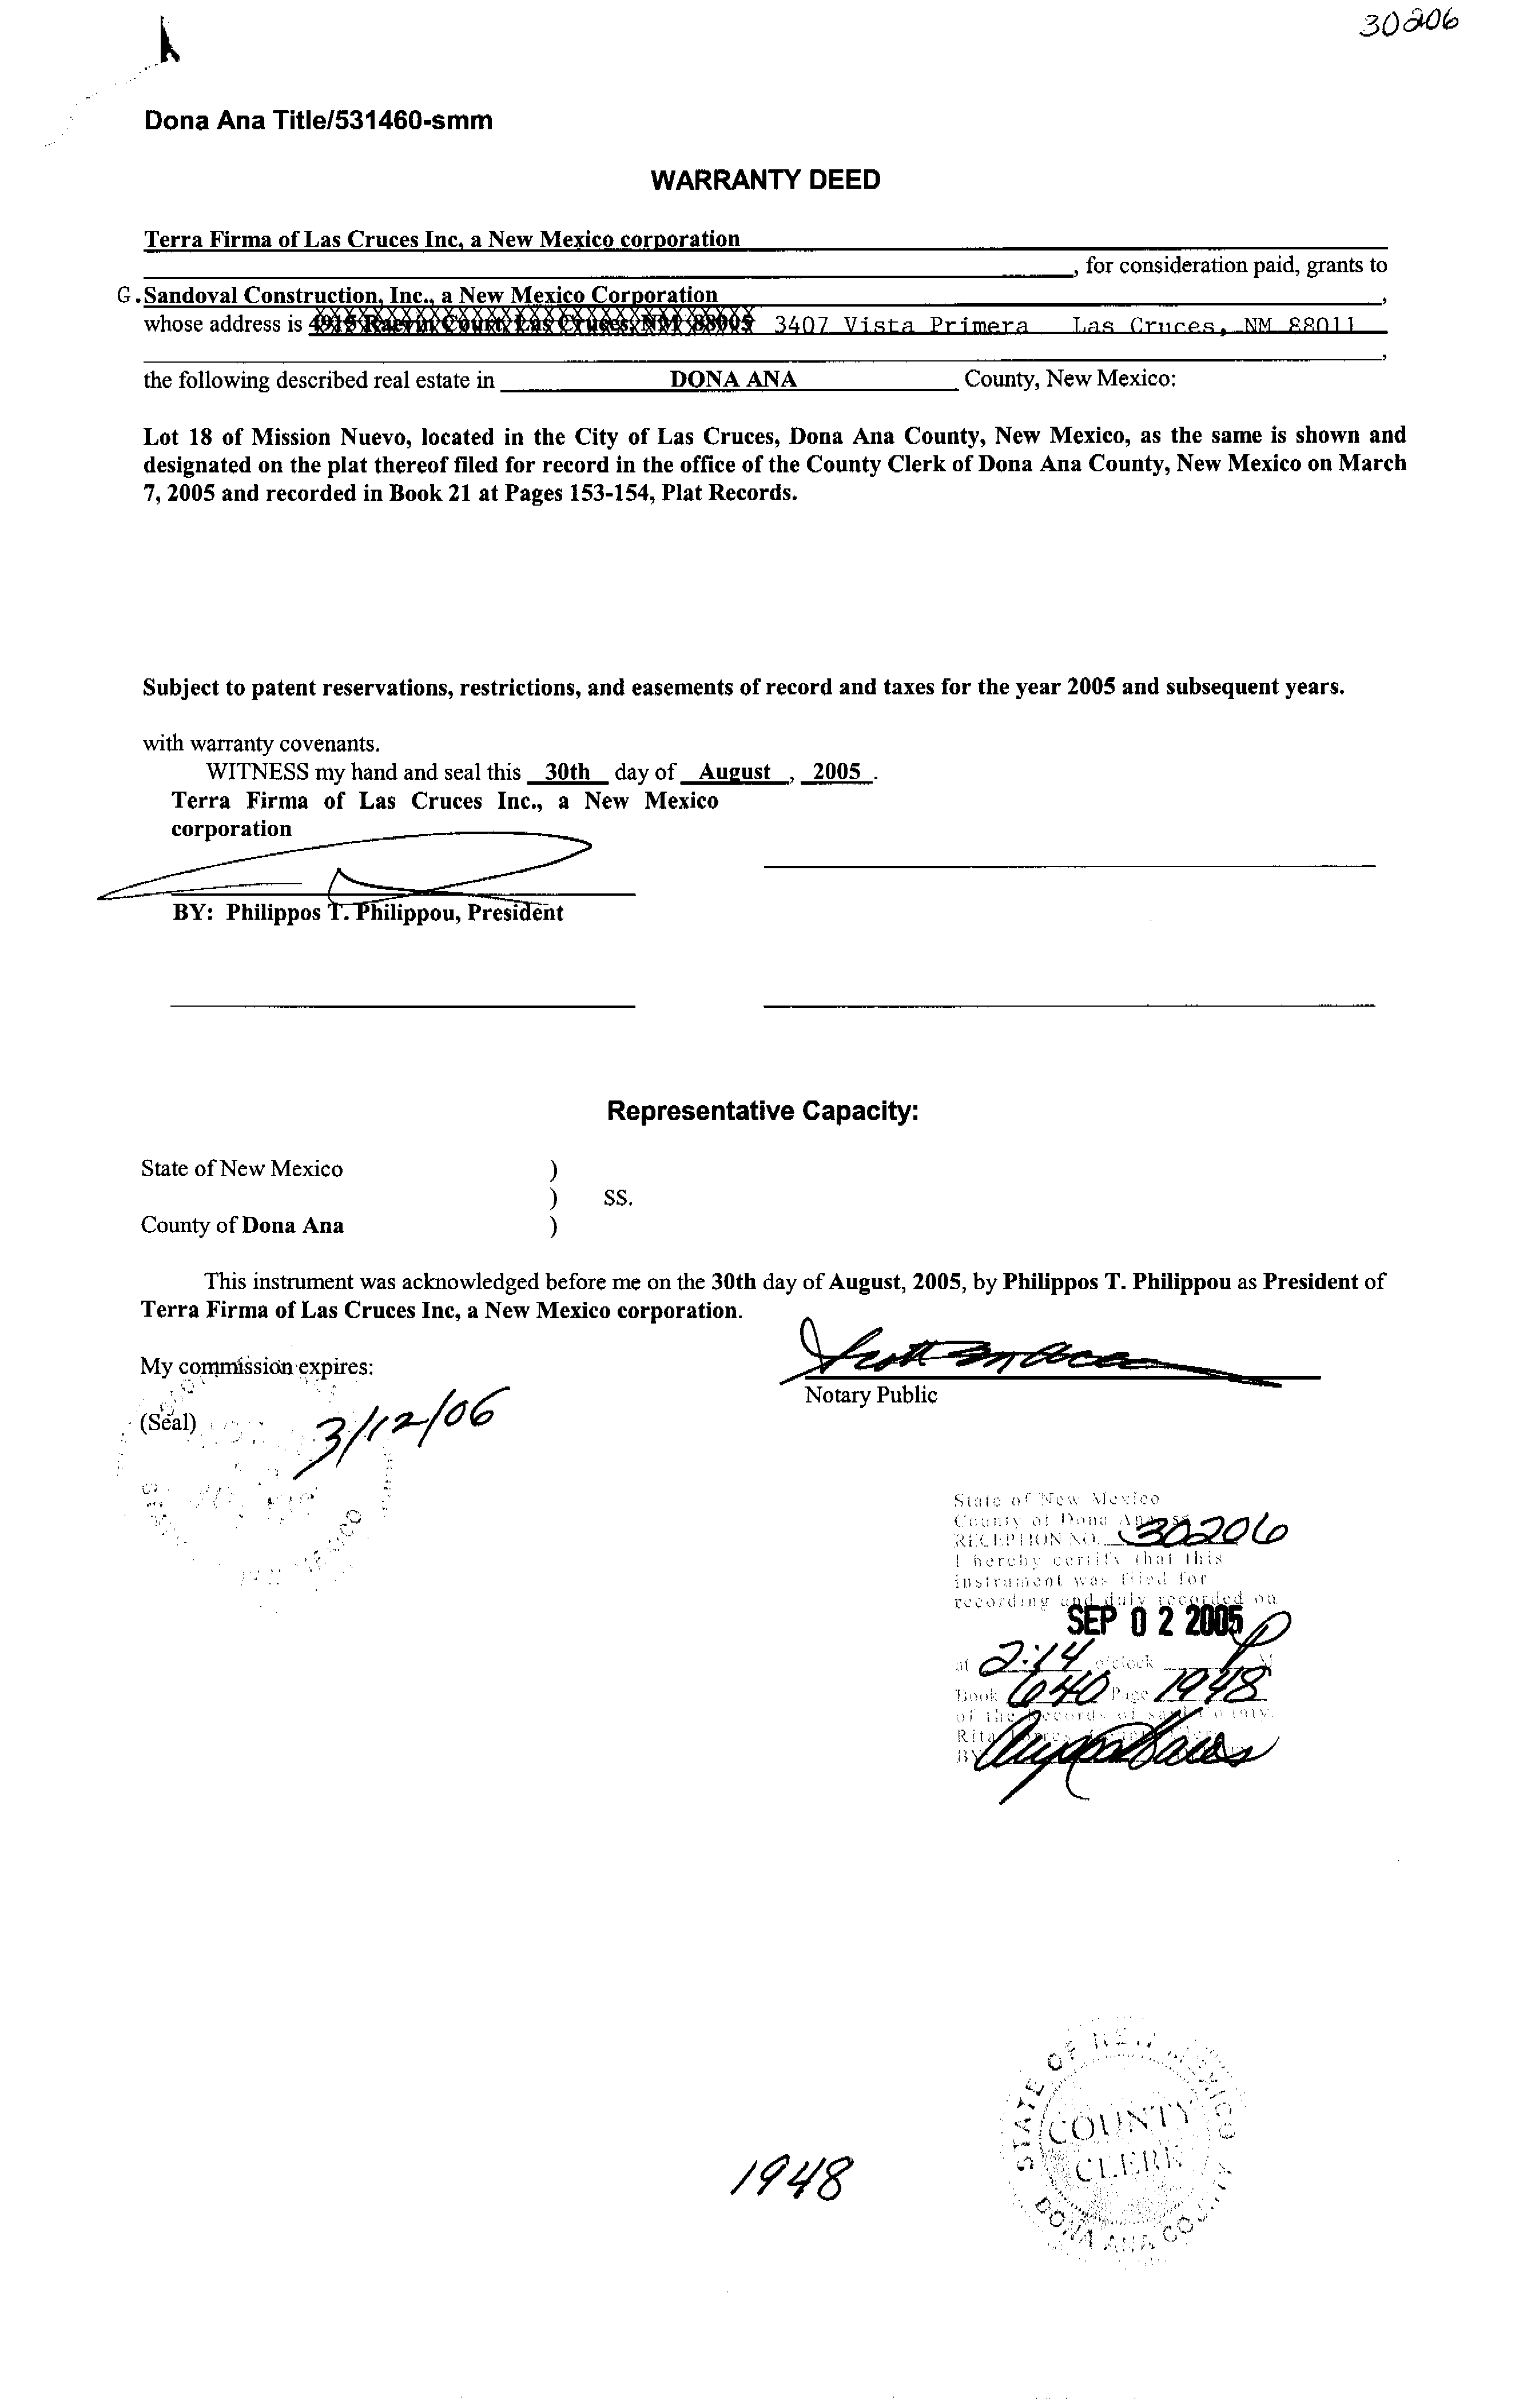 30206
Dona Ana Title/531460-smm
WARRANTY DEED
Terra Firma of Las Cruces Inc, a New Mexico corporation
, for consideration paid, grants to
G. Sandoval Construction, Inc., a New Mexico Corporation ,
whose address is 4915 Court, Las Cruces, NM 88005 3407 Vista Primera Las Cruces, NM 88011
,
the following described real estate in DONA ANA County, New Mexico:
Lot 18 of Mission Nuevo, located in the City of Las Cruces, Dona Ana County, New Mexico, as the same is shown and
designated on the plat thereof filed for record in the office of the County Clerk of Dona Ana County, New Mexico on March
7, 2005 and recorded in Book 21 at Pages 153-154, Plat Records.
Subject to patent reservations, restrictions, and easements of record and taxes for the year 2005 and subsequent years.
with warranty covenants.
WITNESS my hand and seal this 30th day of August , 2005 .
Terra Firma of Las Cruces Inc., a New Mexico
corporation
BY: Philippos T. Philippou, President
Representative Capacity:
State of New Mexico )
) SS.
County of Dona Ana )
This instrument was acknowledged before me on the 30th day of August, 2005, by Philippos T. Philippou as President of
Terra Firma of Las Cruces Inc, a New Mexico corporation.
My commission expires:
Notary Public
(Seal)
3/12/06
State of New Mexico
County of Dona Ana ss
RECEPTION NO. 30206
I hereby certify that this
instrument was filed for
recording and duly recorded on
SEP 02 2005
at 2:14 o'clock P M
Book 640 Page 1948
of the Records of said County.
Rita Clerk
BY
1948
STATE OF NEW MEXICO
COUNTY
CLERK
DONA ANA CO.